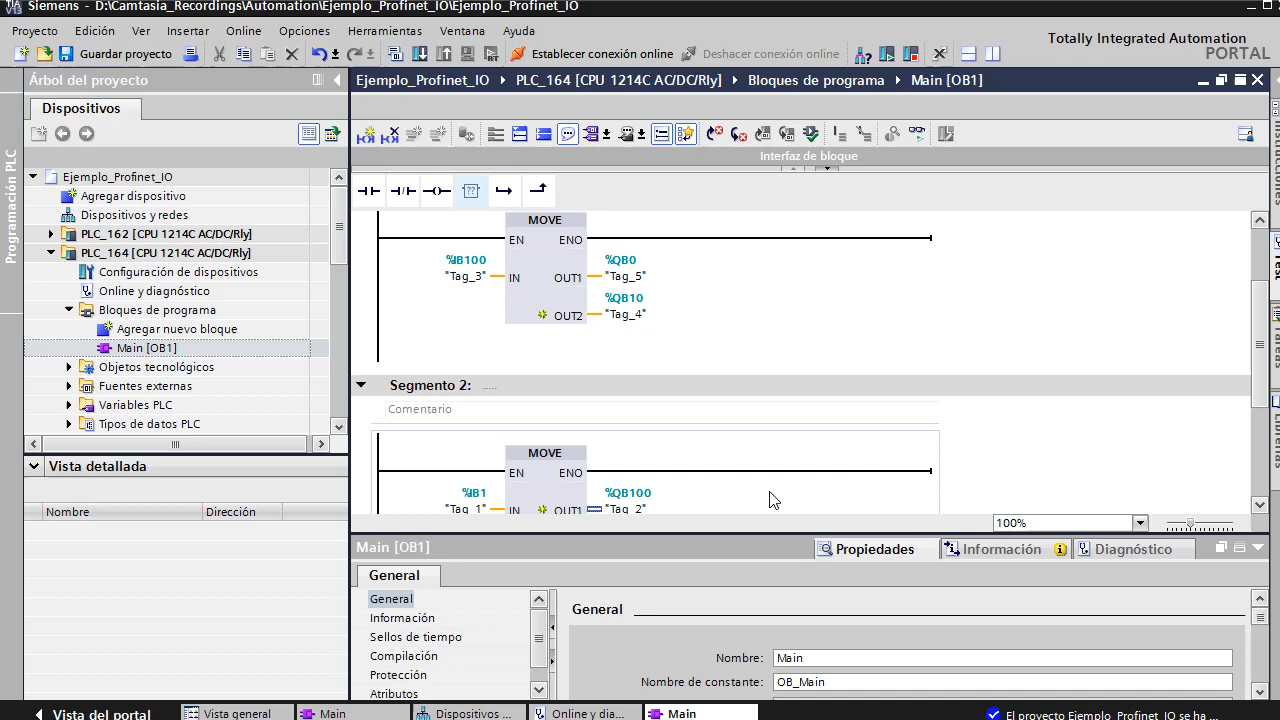 TIA
V13
Siemens - D:\Camtasia_Recordings\Automation\Ejemplo_Profinet_IO\Ejemplo_Profinet_IO
Proyecto Edición Ver Insertar Online Opciones Herramientas Ventana Ayuda
Totally Integrated Automation
PORTAL
Guardar proyecto
Establecer conexión online
Deshacer conexión online
Árbol del proyecto
Ejemplo_Profinet_IO PLC_164 [CPU 1214C AC/DC/Rly] Bloques de programa Main [OB1]
Programación PLC
Dispositivos
Ejemplo_Profinet_IO
Agregar dispositivo
Dispositivos y redes
PLC_162 [CPU 1214C AC/DC/Rly]
PLC_164 [CPU 1214C AC/DC/Rly]
Configuración de dispositivos
Online y diagnóstico
Bloques de programa
Agregar nuevo bloque
Main [OB1]
Objetos tecnológicos
Fuentes externas
Variables PLC
Tipos de datos PLC
Vista detallada
Nombre Dirección
Interfaz de bloque
??
MOVE
EN ENO
%IB100
"Tag_3"
IN
OUT1
%QB0
"Tag_5"
OUT2
%QB10
"Tag_4"
Segmento 2: .....
Comentario
MOVE
EN ENO
%IB1
"Tag_1"
IN
OUT1
%QB100
"Tag_2"
100%
Main [OB1]
Propiedades
Información
Diagnóstico
General
General
Información
Sellos de tiempo
Compilación
Protección
Atributos
General
Nombre: Main
Nombre de constante: OB_Main
Vista del portal
Vista general
Main
Dispositivos ...
Online y dia...
Main
El proyecto Ejemplo_Profinet_IO se ha ...